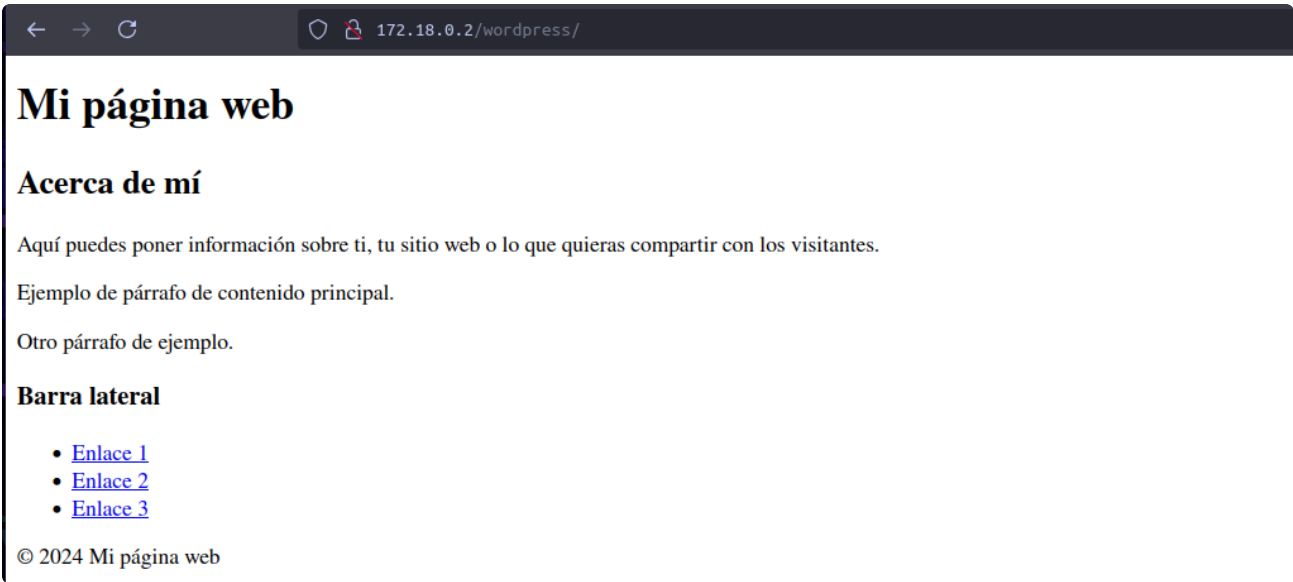 172.18.0.2/wordpress/
Mi página web
Acerca de mí
Aquí puedes poner información sobre ti, tu sitio web o lo que quieras compartir con los visitantes.
Ejemplo de párrafo de contenido principal.
Otro párrafo de ejemplo.
Barra lateral
Enlace 1
Enlace 2
Enlace 3
© 2024 Mi página web